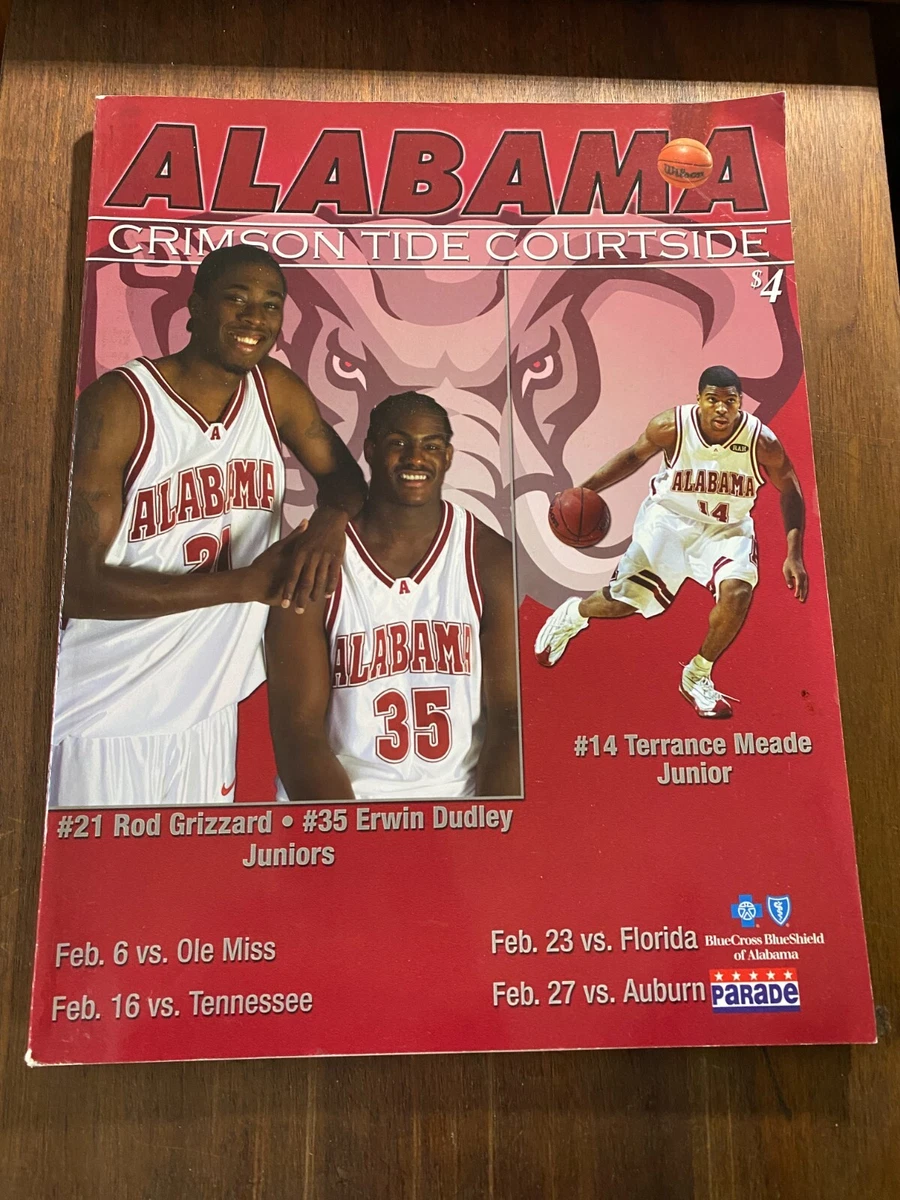 ALABAMA
Wilson
CRIMSON TIDE COURTSIDE
$4
A
ALABAMA
21
A
ALABAMA
35
ALABAMA
14
#14 Terrance Meade
Junior
#21 Rod Grizzard • #35 Erwin Dudley
Juniors
Feb. 6 vs. Ole Miss
Feb. 16 vs. Tennessee
Feb. 23 vs. Florida
Feb. 27 vs. Auburn
BlueCross BlueShield
of Alabama
PARADE